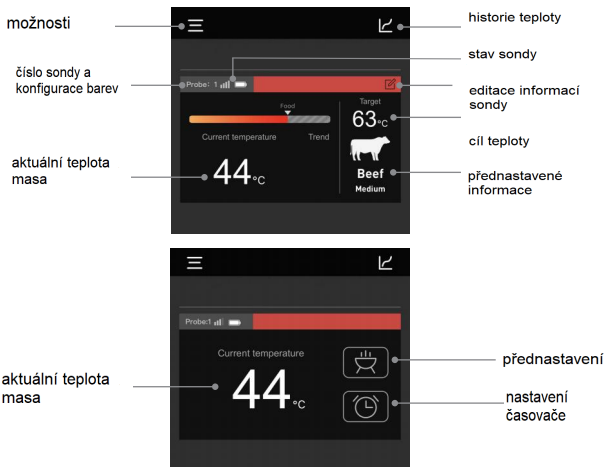 možnosti
historie teploty
stav sondy
číslo sondy a
konfigurace barev
Probe: 1
editace informací
sondy
Food
Target
63°C
Current temperature
Trend
cíl teploty
aktuální teplota
masa
44°C
Beef
Medium
přednastavené
informace
Probe:1
Current temperature
přednastavení
aktuální teplota
masa
44°C
nastavení
časovače